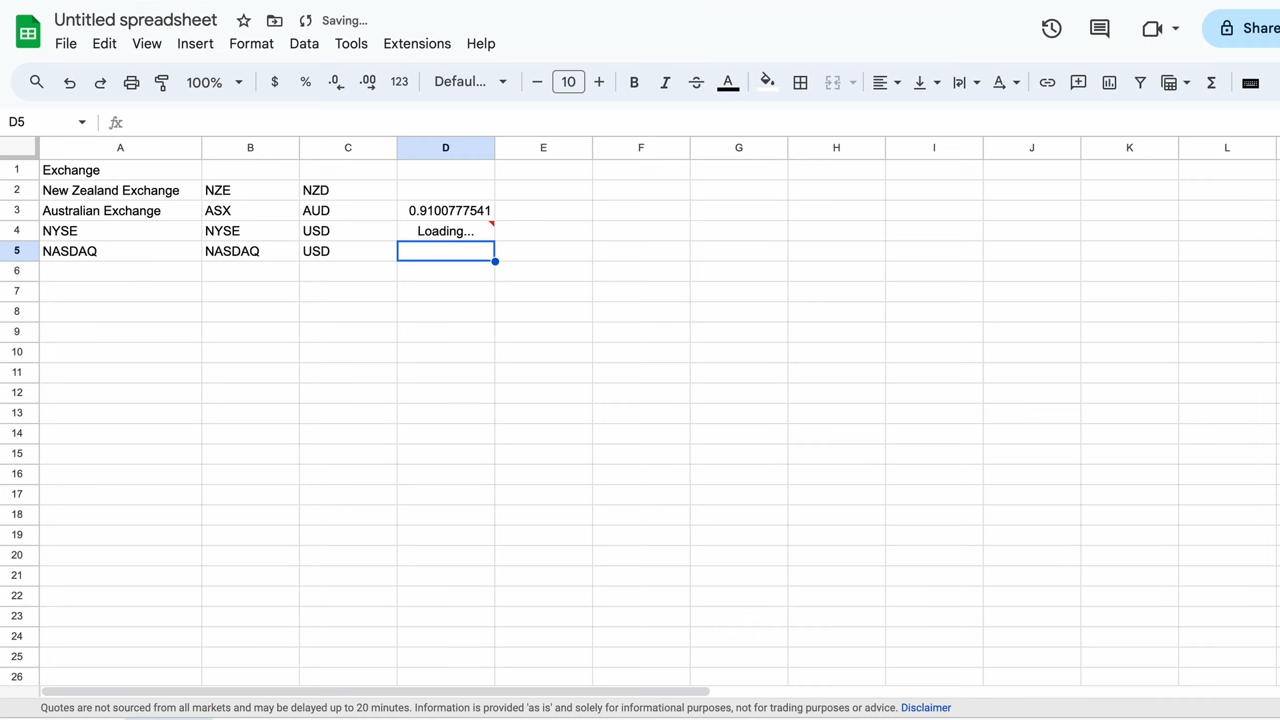 Untitled spreadsheet Saving...
File Edit View Insert Format Data Tools Extensions Help
Share
100% $ % .0 .00 123 Defaul... 10 B I S A Σ
D5 fx
A B C D E F G H I J K L
1 Exchange
2 New Zealand Exchange NZE NZD
3 Australian Exchange ASX AUD 0.9100777541
4 NYSE NYSE USD Loading...
5 NASDAQ NASDAQ USD
6
7
8
9
10
11
12
13
14
15
16
17
18
19
20
21
22
23
24
25
26
Quotes are not sourced from all markets and may be delayed up to 20 minutes. Information is provided 'as is' and solely for informational purposes, not for trading purposes or advice. Disclaimer